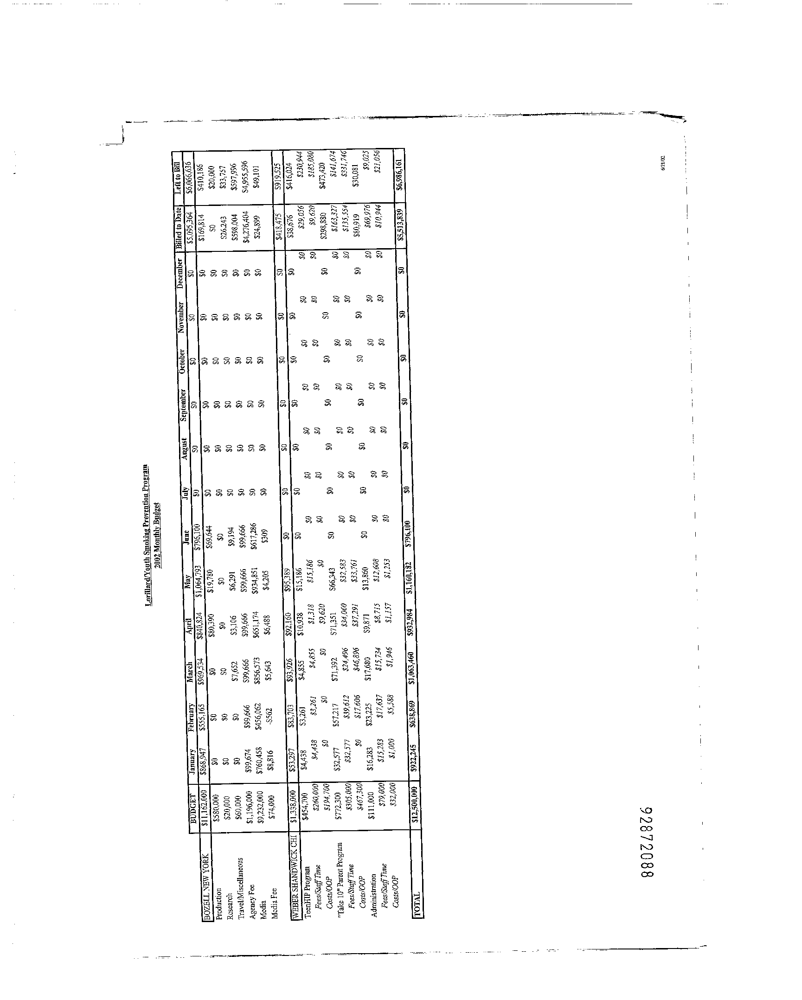 Lorillard/Youth Smoking Prevention Program
2002 Monthly Budget
BUDGET January February March April May June July August September October November December Billed to Date Left to Bill
BOZELL NEW YORK $11,162,000 $868,947 $555,165 $969,534 $840,824 $1,064,793 $796,100 $0 $0 $0 $0 $0 $0 $5,095,364 $6,066,636
Production $580,000 $0 $0 $0 $80,390 $19,780 $69,644 $0 $0 $0 $0 $0 $0 $169,814 $410,186
Research $20,000 $0 $0 $0 $0 $0 $0 $0 $0 $0 $0 $0 $0 $0 $20,000
Travel/Miscellaneous $60,000 $0 $0 $7,652 $3,106 $6,291 $9,194 $0 $0 $0 $0 $0 $0 $26,243 $33,757
Agency Fee $1,196,000 $99,674 $99,666 $99,666 $99,666 $99,666 $99,666 $0 $0 $0 $0 $0 $0 $598,004 $597,996
Media $9,232,000 $760,458 $456,062 $856,573 $651,174 $934,851 $617,286 $0 $0 $0 $0 $0 $0 $4,276,404 $4,955,596
Media Fee $74,000 $8,816 -$562 $5,643 $6,488 $4,205 $309 $0 $0 $0 $0 $0 $0 $24,899 $49,101
WEBER SHANDWICK CHI $1,338,000 $53,297 $83,703 $93,926 $92,160 $95,389 $0 $0 $0 $0 $0 $0 $0 $418,475 $919,525
TeenHIP Program $454,700 $4,438 $3,261 $4,855 $10,938 $15,186 $0 $0 $0 $0 $0 $0 $0 $38,676 $416,024
Fees/Staff Time $260,000 $4,438 $3,261 $4,855 $1,318 $15,186 $0 $0 $0 $0 $0 $0 $0 $29,056 $230,944
Costs/OOP $194,700 $0 $0 $0 $9,620 $0 $0 $0 $0 $0 $0 $0 $0 $9,620 $185,080
"Take 10" Parent Program $772,300 $32,577 $57,217 $71,392 $71,351 $66,343 $0 $0 $0 $0 $0 $0 $0 $298,880 $473,420
Fees/Staff Time $305,000 $32,577 $39,612 $24,496 $34,060 $32,583 $0 $0 $0 $0 $0 $0 $0 $163,327 $141,674
Costs/OOP $467,300 $0 $17,606 $46,896 $37,291 $33,761 $0 $0 $0 $0 $0 $0 $0 $135,554 $331,746
Administration $111,000 $16,283 $23,225 $17,680 $9,871 $13,860 $0 $0 $0 $0 $0 $0 $0 $80,919 $30,081
Fees/Staff Time $79,000 $15,283 $17,637 $15,734 $8,715 $12,608 $0 $0 $0 $0 $0 $0 $0 $69,976 $9,025
Costs/OOP $32,000 $1,000 $5,588 $1,946 $1,157 $1,253 $0 $0 $0 $0 $0 $0 $0 $10,944 $21,056
TOTAL $12,500,000 $922,245 $638,869 $1,063,460 $932,984 $1,160,182 $796,100 $0 $0 $0 $0 $0 $0 $5,513,839 $6,986,161
92872088